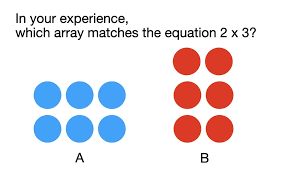 In your experience,
which array matches the equation 2 x 3?
A
B